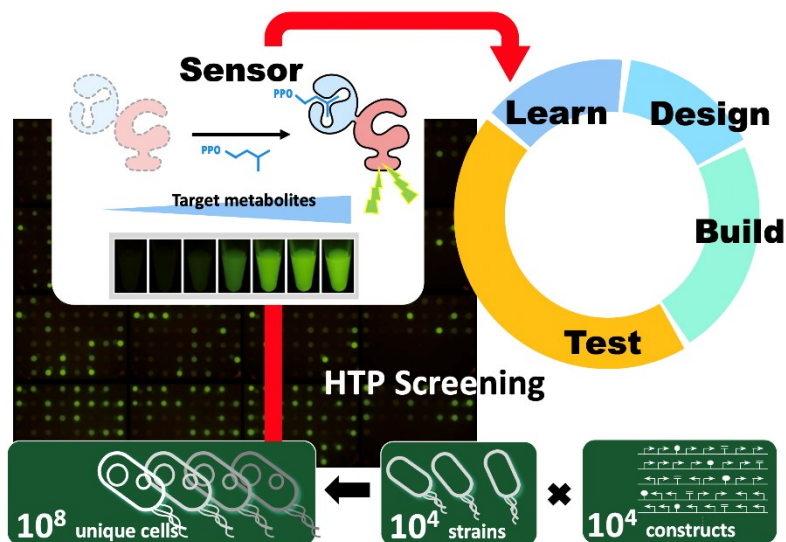 Sensor
PPO
PPO
Target metabolites
Learn
Design
Build
Test
HTP Screening
10⁸ unique cells
10⁴ strains
10⁴ constructs